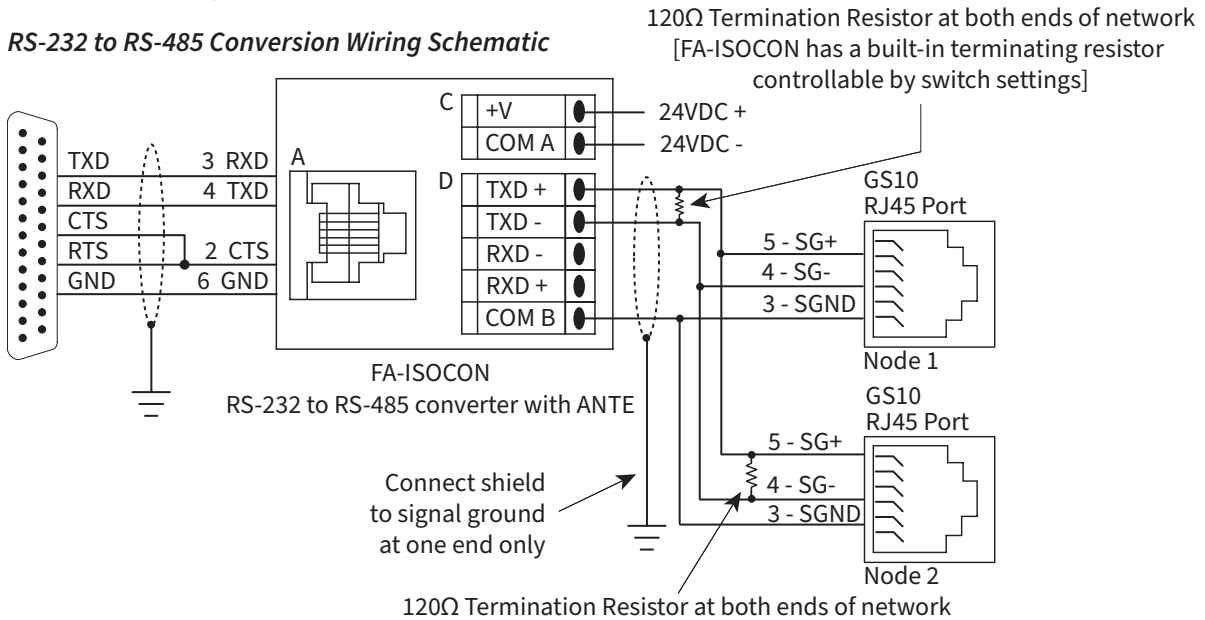 RS-232 to RS-485 Conversion Wiring Schematic
120Ω Termination Resistor at both ends of network
[FA-ISOCON has a built-in terminating resistor
controllable by switch settings]
TXD
RXD
CTS
RTS
GND
3 RXD
4 TXD
2 CTS
6 GND
A
C
+V
COM A
24VDC +
24VDC -
D
TXD +
TXD -
RXD -
RXD +
COM B
FA-ISOCON
RS-232 to RS-485 converter with ANTE
GS10
RJ45 Port
5 - SG+
4 - SG-
3 - SGND
Node 1
GS10
RJ45 Port
5 - SG+
4 - SG-
3 - SGND
Node 2
Connect shield
to signal ground
at one end only
120Ω Termination Resistor at both ends of network